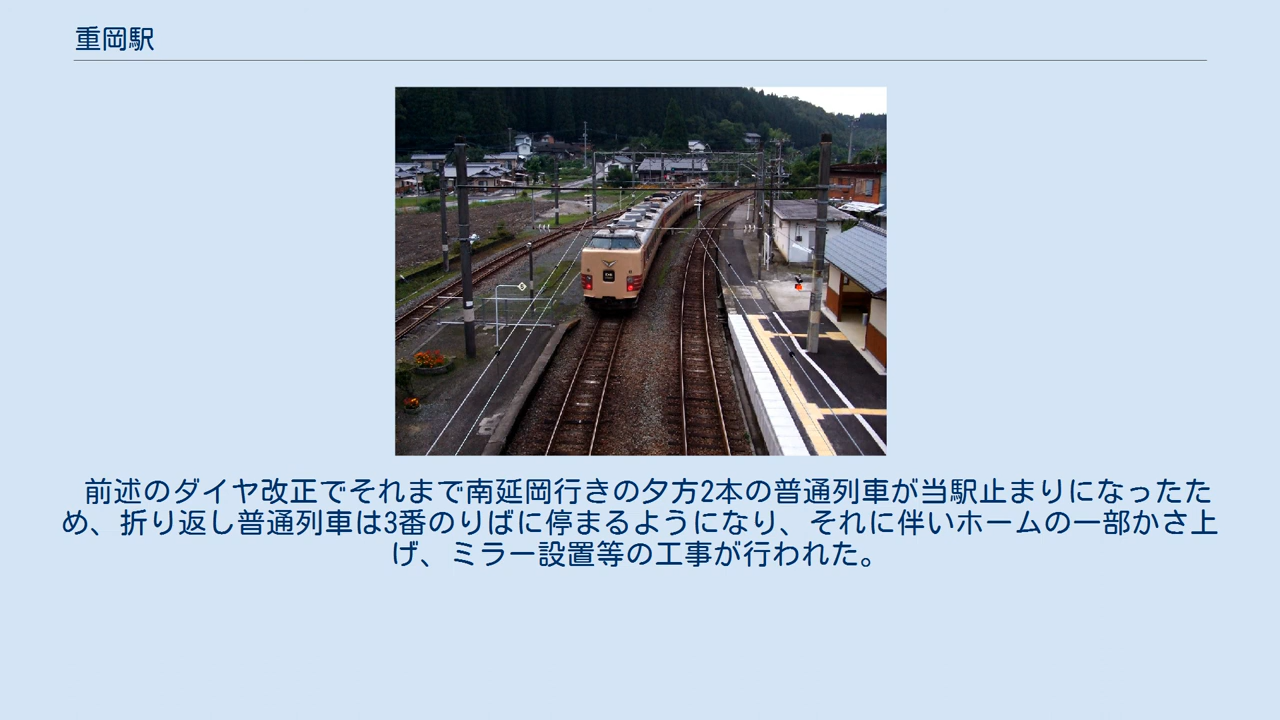 重岡駅
前述のダイヤ改正でそれまで南延岡行きの夕方2本の普通列車が当駅止まりになったた
め、折り返し普通列車は3番のりばに停まるようになり、それに伴いホームの一部かさ上
げ、ミラー設置等の工事が行われた。